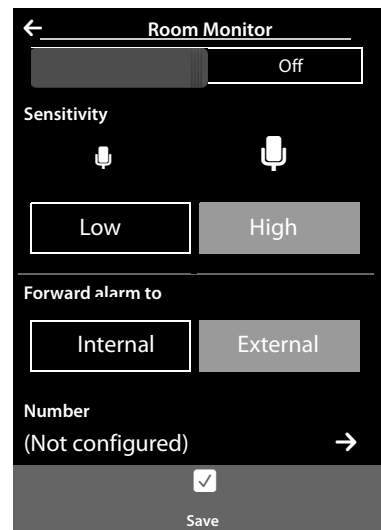 Room Monitor
Off
Sensitivity
Low High
Forward alarm to
Internal External
Number
(Not configured)
Save